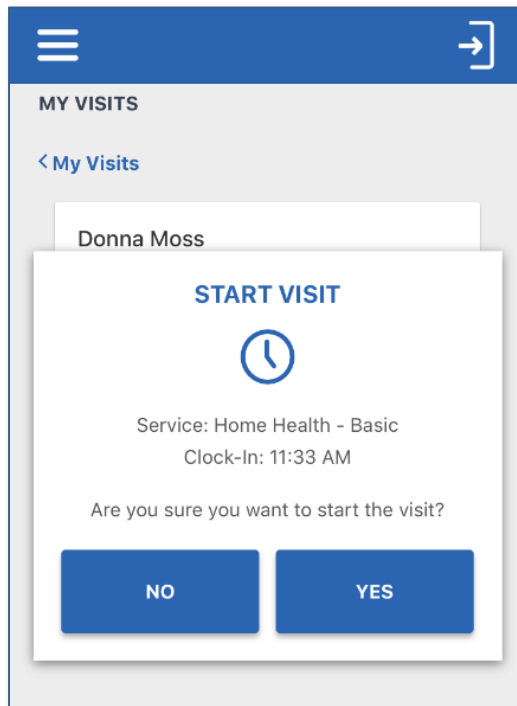 MY VISITS
My Visits
Donna Moss
START VISIT
Service: Home Health - Basic
Clock-In: 11:33 AM
Are you sure you want to start the visit?
NO
YES